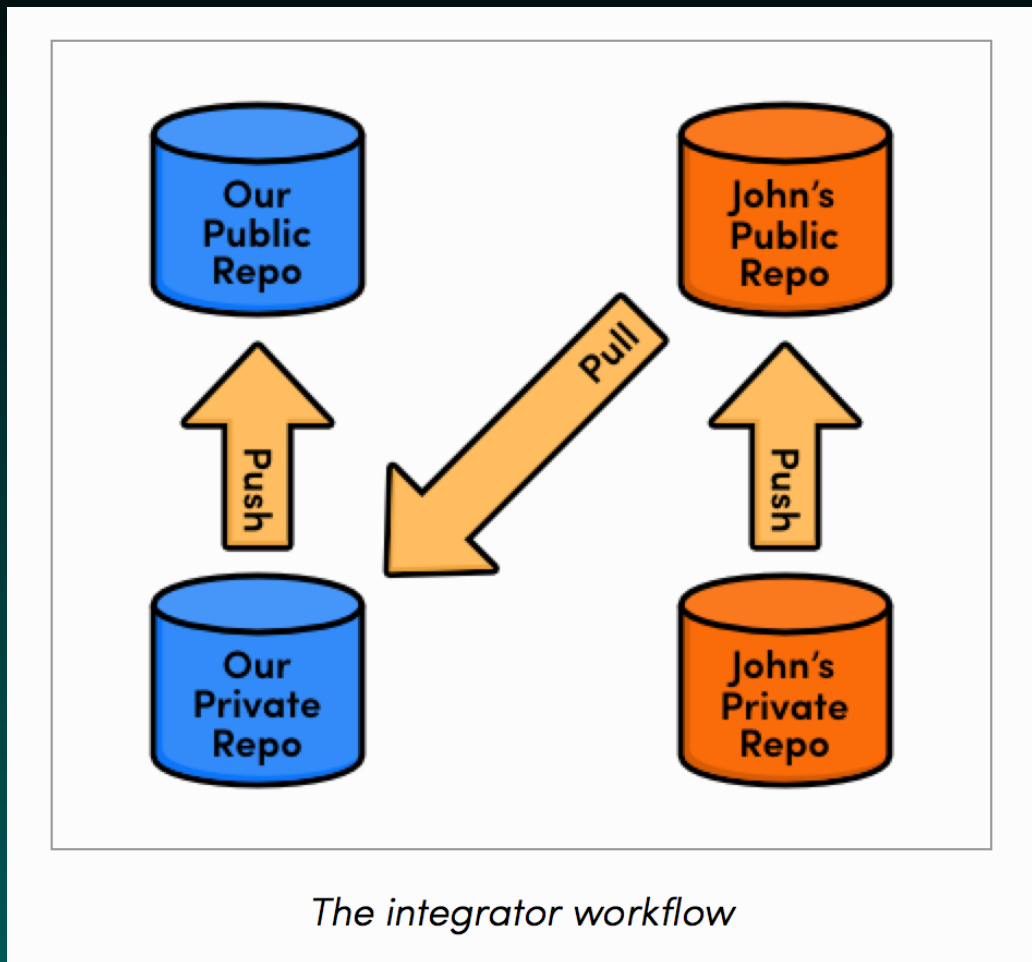 Our
Public
Repo
John's
Public
Repo
Pull
Push
Push
Our
Private
Repo
John's
Private
Repo
The integrator workflow